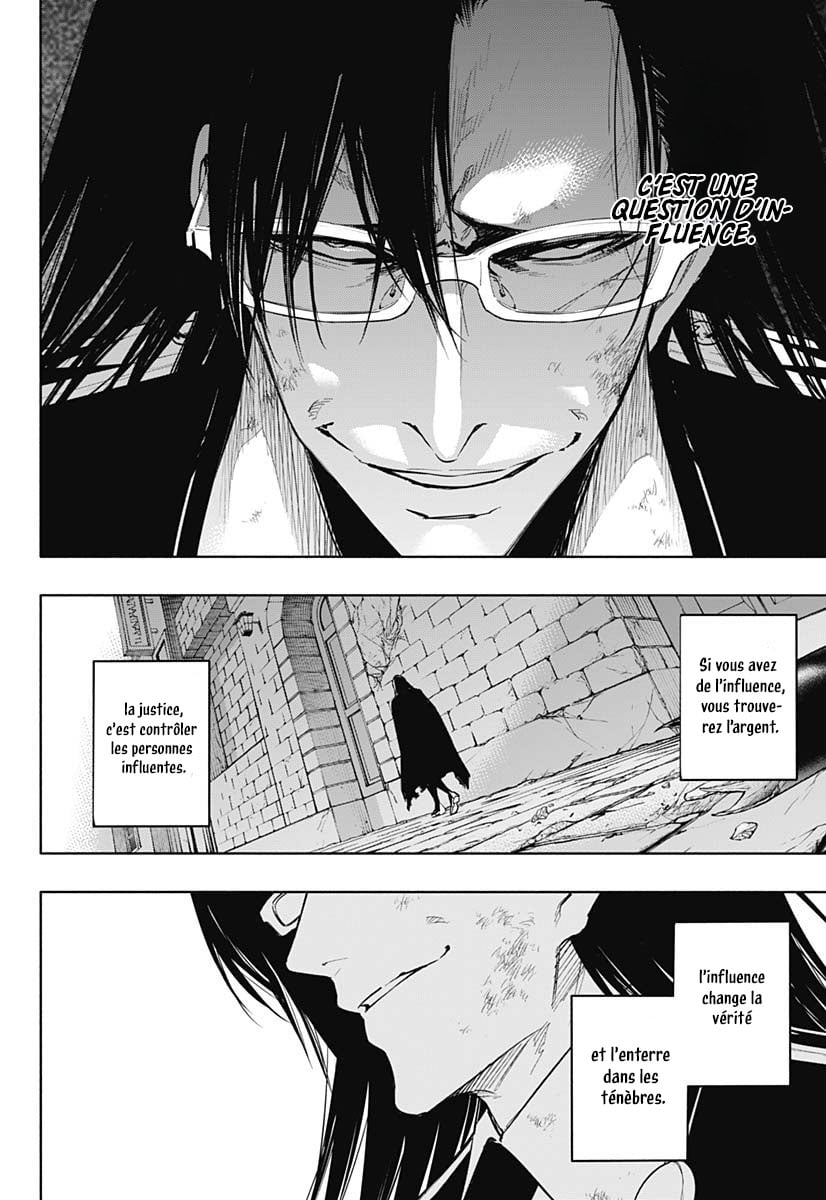 C'EST UNE
QUESTION D'IN-
FLUENCE.
Si vous avez
de l'influence,
vous trouve-
rez l'argent.
la justice,
c'est contrôler
les personnes
influentes.
l'influence
change la
vérité
et l'enterre
dans les
ténèbres.